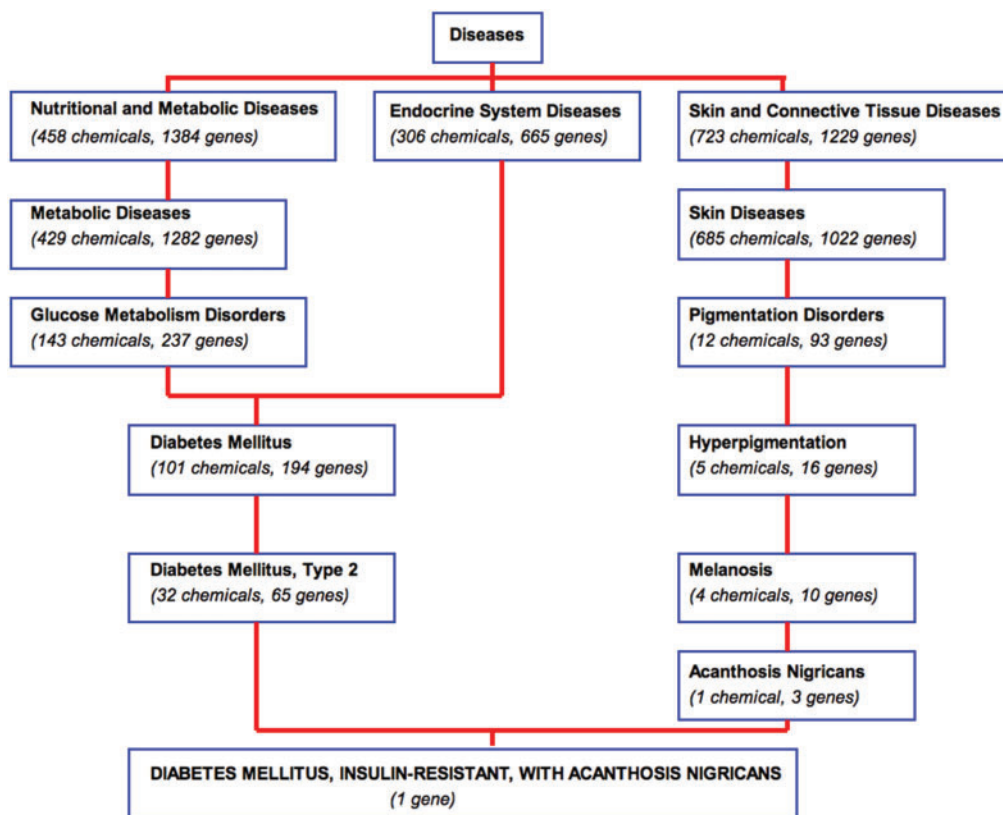 Diseases
Nutritional and Metabolic Diseases
(458 chemicals, 1384 genes)
Endocrine System Diseases
(306 chemicals, 665 genes)
Skin and Connective Tissue Diseases
(723 chemicals, 1229 genes)
Metabolic Diseases
(429 chemicals, 1282 genes)
Skin Diseases
(685 chemicals, 1022 genes)
Glucose Metabolism Disorders
(143 chemicals, 237 genes)
Pigmentation Disorders
(12 chemicals, 93 genes)
Diabetes Mellitus
(101 chemicals, 194 genes)
Hyperpigmentation
(5 chemicals, 16 genes)
Diabetes Mellitus, Type 2
(32 chemicals, 65 genes)
Melanosis
(4 chemicals, 10 genes)
Acanthosis Nigricans
(1 chemical, 3 genes)
DIABETES MELLITUS, INSULIN-RESISTANT, WITH ACANTHOSIS NIGRICANS
(1 gene)